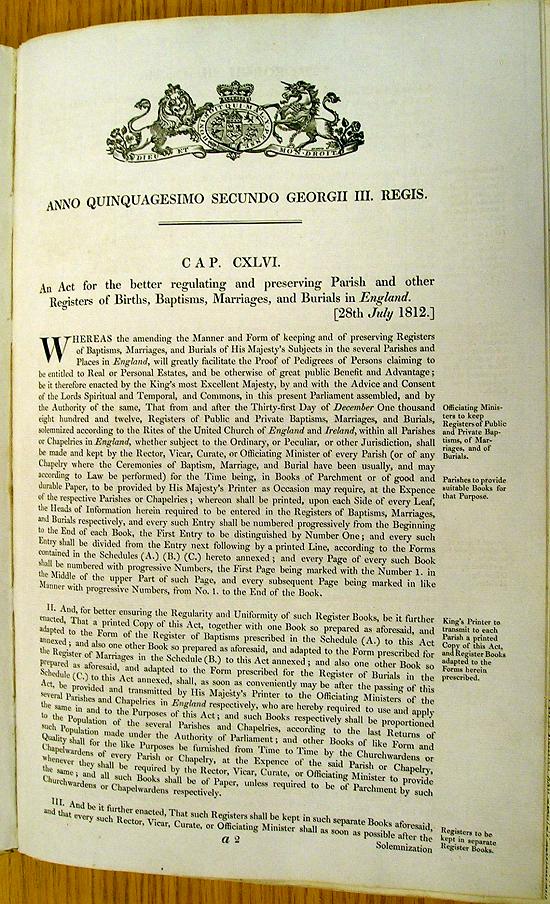 HONI SOIT QUI MAL Y PENSE
DIEU ET MON DROIT
ANNO QUINQUAGESIMO SECUNDO GEORGII III. REGIS.
CAP. CXLVI.
An Act for the better regulating and preserving Parish and other
Registers of Births, Baptisms, Marriages, and Burials in England.
[28th July 1812.]
WHEREAS the amending the Manner and Form of keeping and of preserving Registers
of Baptisms, Marriages, and Burials of His Majesty's Subjects in the several Parishes and
Places in England, will greatly facilitate the Proof of Pedigrees of Persons claiming to
be entitled to Real or Personal Estates, and be otherwise of great public Benefit and Advantage;
be it therefore enacted by the King's most Excellent Majesty, by and with the Advice and Consent
of the Lords Spiritual and Temporal, and Commons, in this present Parliament assembled, and by
the Authority of the same, That from and after the Thirty-first Day of December One thousand
eight hundred and twelve, Registers of Public and Private Baptisms, Marriages, and Burials,
solemnized according to the Rites of the United Church of England and Ireland, within all Parishes
or Chapelries in England, whether subject to the Ordinary, or Peculiar, or other Jurisdiction, shall
be made and kept by the Rector, Vicar, Curate, or Officiating Minister of every Parish (or of any
Chapelry where the Ceremonies of Baptism, Marriage, and Burial have been usually, and may
according to Law be performed) for the Time being, in Books of Parchment or of good and
durable Paper, to be provided by His Majesty's Printer as Occasion may require, at the Expence
of the respective Parishes or Chapelries; whereon shall be printed, upon each Side of every Leaf,
the Heads of Information herein required to be entered in the Registers of Baptisms, Marriages,
and Burials respectively, and every such Entry shall be numbered progressively from the Beginning
to the End of each Book, the First Entry to be distinguished by Number One; and every such
Entry shall be divided from the Entry next following by a printed Line, according to the Forms
contained in the Schedules (A.) (B.) (C.) hereto annexed; and every Page of every such Book
shall be numbered with progressive Numbers, the First Page being marked with the Number 1. in
the Middle of the upper Part of such Page, and every subsequent Page being marked in like
Manner with progressive Numbers, from No. 1. to the End of the Book.
Officiating Minis-
ters to keep
Registers of Public
and Private Bap-
tisms, of Mar-
riages, and of
Burials.
Parishes to provide
suitable Books for
that Purpose.
II. And, for better ensuring the Regularity and Uniformity of such Register Books, be it further
enacted, That a printed Copy of this Act, together with one Book so prepared as aforesaid, and
adapted to the Form of the Register of Baptisms prescribed in the Schedule (A.) to this Act
annexed; and also one other Book so prepared as aforesaid, and adapted to the Form prescribed for
the Register of Marriages in the Schedule (B.) to this Act annexed; and also one other Book so
prepared as aforesaid, and adapted to the Form prescribed for the Register of Burials in the
Schedule (C.) to this Act annexed, shall, as soon as conveniently may be after the passing of this
Act, be provided and transmitted by His Majesty's Printer to the Officiating Ministers of the
several Parishes and Chapelries in England respectively, who are hereby required to use and apply
the same in and to the Purposes of this Act; and such Books respectively shall be proportioned
to the Population of the several Parishes and Chapelries, according to the last Returns of
such Population made under the Authority of Parliament; and other Books of like Form and
Quality shall for the like Purposes be furnished from Time to Time by the Churchwardens or
Chapelwardens of every Parish or Chapelry, at the Expence of the said Parish or Chapelry,
whenever they shall be required by the Rector, Vicar, Curate, or Officiating Minister to provide
the same; and all such Books shall be of Paper, unless required to be of Parchment by such
Churchwardens or Chapelwardens respectively.
King's Printer to
transmit to each
Parish a printed
Copy of this Act,
and Register Books
adapted to the
Forms herein
prescribed.
III. And be it further enacted, That such Registers shall be kept in such separate Books aforesaid,
and that every such Rector, Vicar, Curate, or Officiating Minister shall as soon as possible after the
Registers to be
kept in separate
Register Books.
a 2
Solemnization